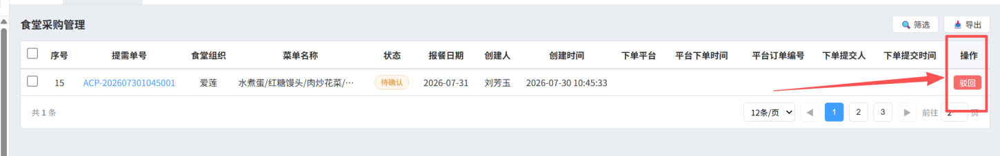 食堂采购管理
筛选 导出
序号 提需单号 食堂组织 菜单名称 状态 报餐日期 创建人 创建时间 下单平台 平台下单时间 平台订单编号 下单提交人 下单提交时间 操作
15 ACP-202607301045001 爱莲 水煮蛋/红糖馒头/肉炒花菜/… 待确认 2026-07-31 刘芳玉 2026-07-30 10:45:33 驳回
共 1 条
12条/页 1 2 3 前往 2 页